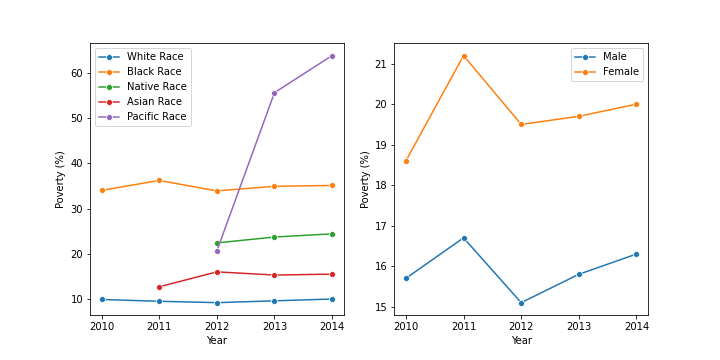 White Race
Black Race
Native Race
Asian Race
Pacific Race
60
50
40
30
20
10
Poverty (%)
2010 2011 2012 2013 2014
Year
Male
Female
21
20
19
18
17
16
15
Poverty (%)
2010 2011 2012 2013 2014
Year